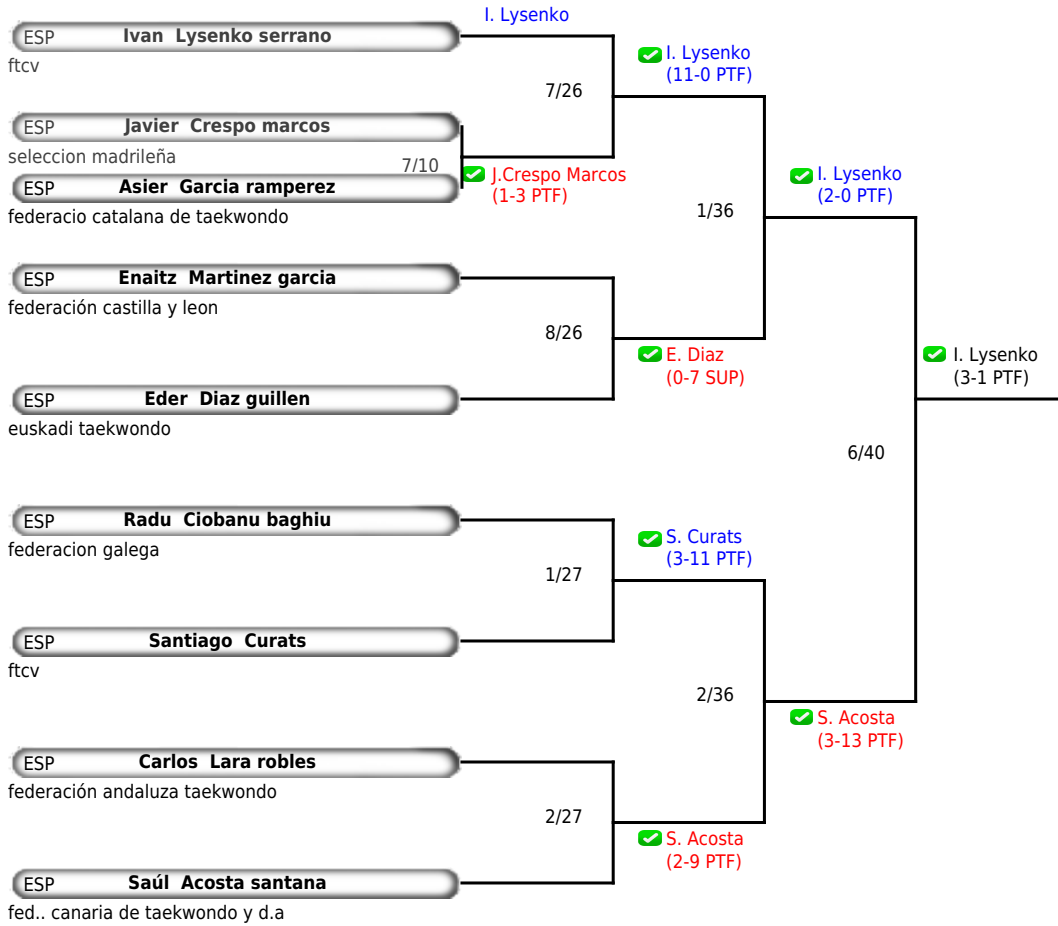 I. Lysenko
ESP Ivan Lysenko serrano
ftcv
I. Lysenko
(11-0 PTF)
7/26
ESP Javier Crespo marcos
seleccion madrileña
7/10
J.Crespo Marcos
(1-3 PTF)
ESP Asier Garcia ramperez
federacio catalana de taekwondo
I. Lysenko
(2-0 PTF)
1/36
ESP Enaitz Martinez garcia
federación castilla y leon
8/26
E. Diaz
(0-7 SUP)
I. Lysenko
(3-1 PTF)
ESP Eder Diaz guillen
euskadi taekwondo
6/40
ESP Radu Ciobanu baghiu
federacion galega
S. Curats
(3-11 PTF)
1/27
ESP Santiago Curats
ftcv
2/36
S. Acosta
(3-13 PTF)
ESP Carlos Lara robles
federación andaluza taekwondo
2/27
S. Acosta
(2-9 PTF)
ESP Saúl Acosta santana
fed.. canaria de taekwondo y d.a